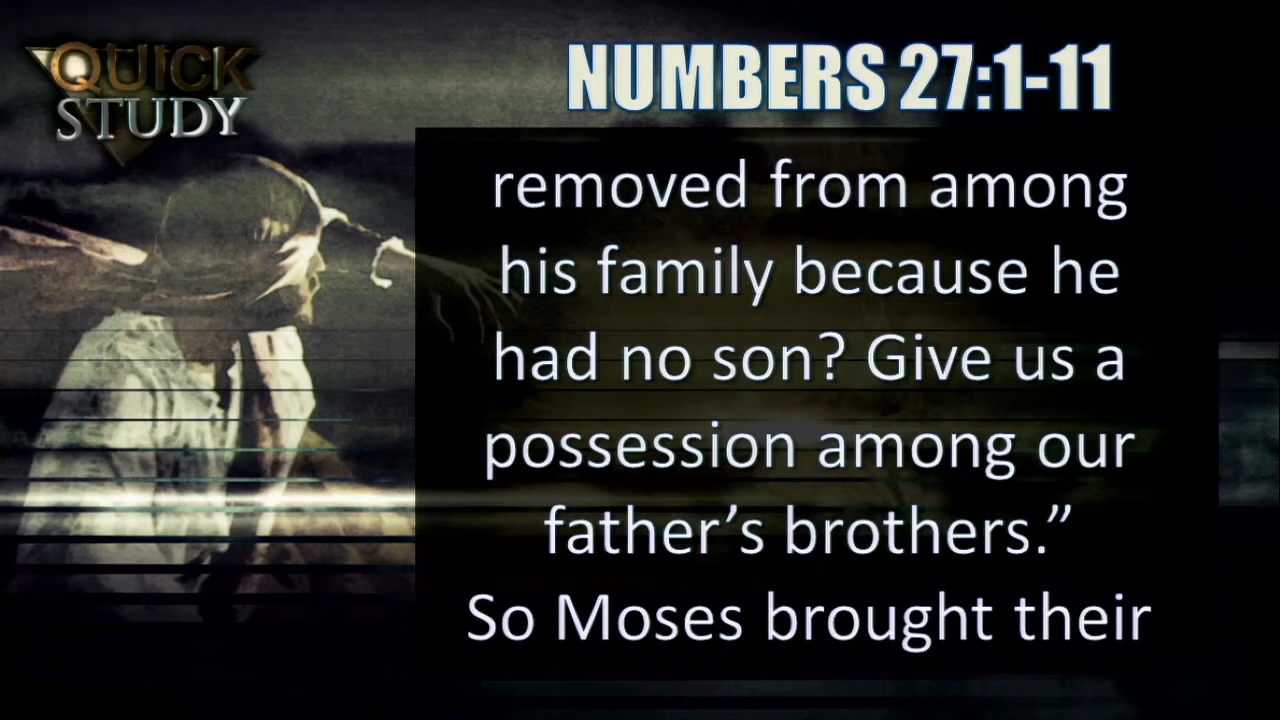 QUICK
STUDY
NUMBERS 27:1-11
removed from among
his family because he
had no son? Give us a
possession among our
father’s brothers.”
So Moses brought their